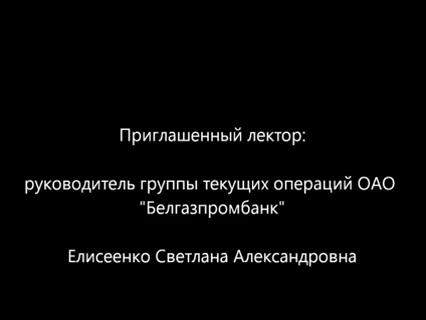 Приглашенный лектор:
руководитель группы текущих операций ОАО
"Белгазпромбанк"
Елисеенко Светлана Александровна